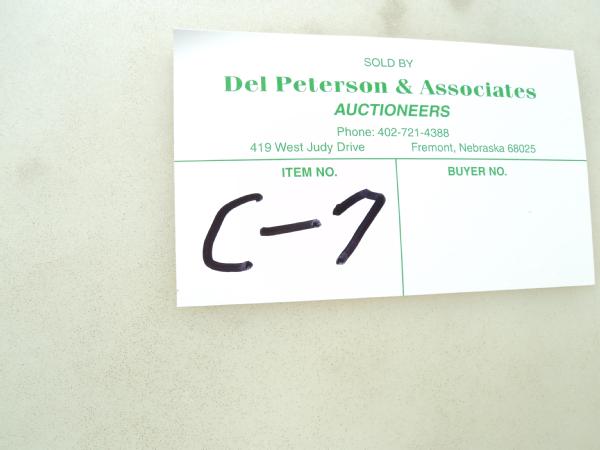 SOLD BY
Del Peterson & Associates
AUCTIONEERS
Phone: 402-721-4388
419 West Judy Drive Fremont, Nebraska 68025
ITEM NO. BUYER NO.
C-7